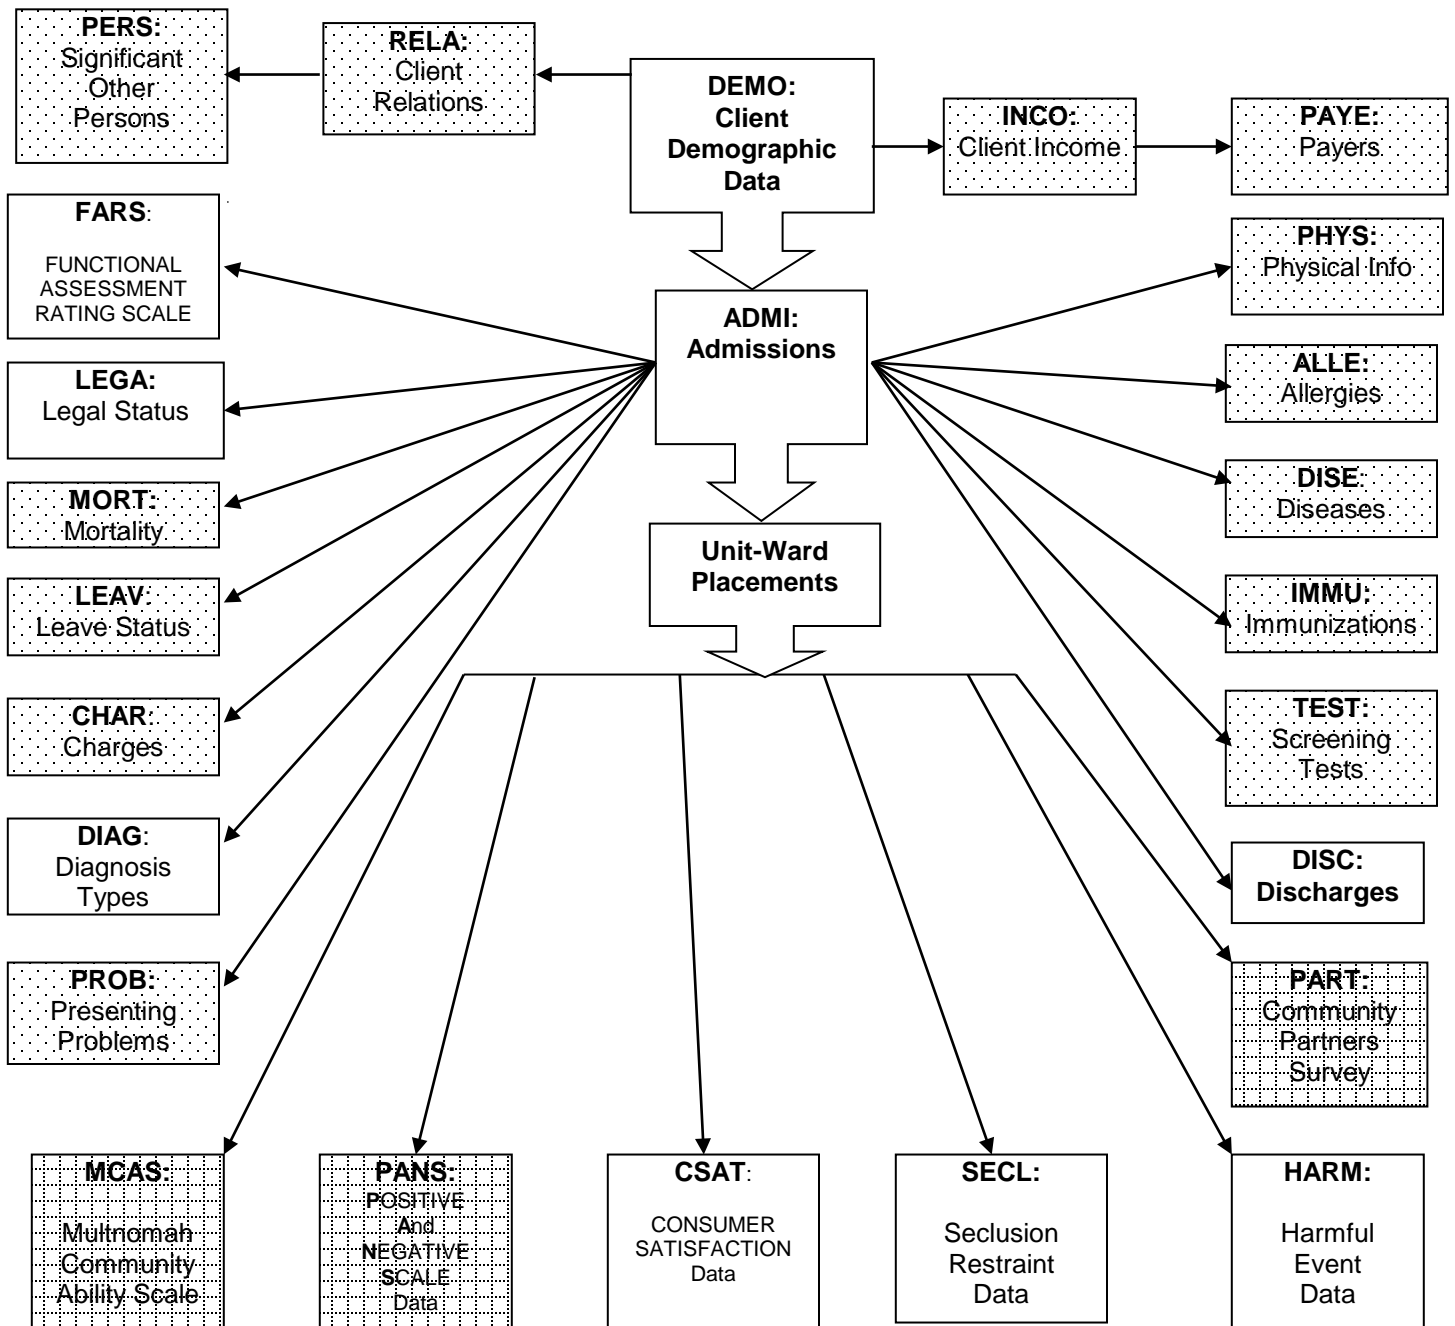 PERS:
Significant
Other
Persons
RELA:
Client
Relations
DEMO:
Client
Demographic
Data
INCO:
Client Income
PAYE:
Payers
FARS:
FUNCTIONAL
ASSESSMENT
RATING SCALE
PHYS:
Physical Info
ADMI:
Admissions
LEGA:
Legal Status
ALLE:
Allergies
MORT:
Mortality
DISE:
Diseases
Unit-Ward
Placements
LEAV:
Leave Status
IMMU:
Immunizations
CHAR:
Charges
TEST:
Screening
Tests
DIAG:
Diagnosis
Types
DISC:
Discharges
PROB:
Presenting
Problems
PART:
Community
Partners
Survey
MCAS:
Multnomah
Community
Ability Scale
PANS:
POSITIVE
And
NEGATIVE
SCALE
Data
CSAT:
CONSUMER
SATISFACTION
Data
SECL:
Seclusion
Restraint
Data
HARM:
Harmful
Event
Data